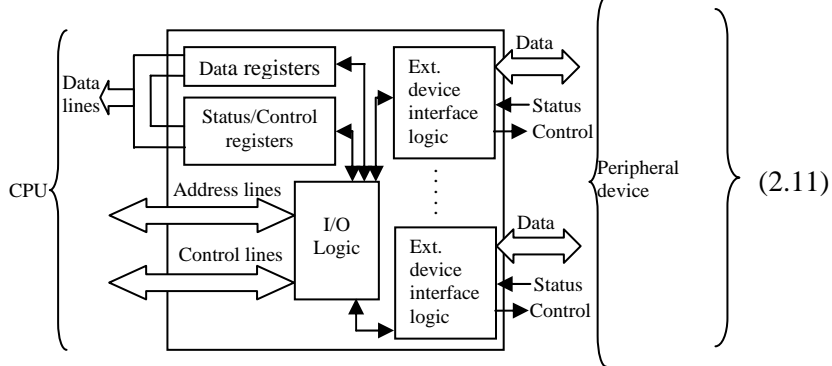 CPU
Data
lines
Data registers
Status/Control
registers
Address lines
Control lines
I/O
Logic
Ext.
device
interface
logic
Data
Status
Control
Ext.
device
interface
logic
Data
Status
Control
Peripheral
device
(2.11)